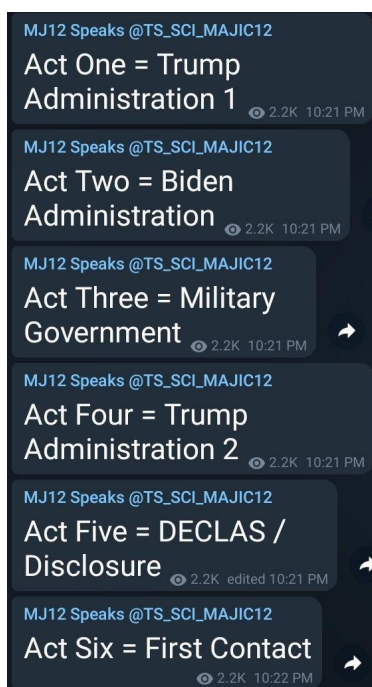 MJ12 Speaks @TS_SCI_MAJIC12
Act One = Trump
Administration 1
2.2K 10:21 PM
MJ12 Speaks @TS_SCI_MAJIC12
Act Two = Biden
Administration
2.2K 10:21 PM
MJ12 Speaks @TS_SCI_MAJIC12
Act Three = Military
Government
2.2K 10:21 PM
MJ12 Speaks @TS_SCI_MAJIC12
Act Four = Trump
Administration 2
2.2K 10:21 PM
MJ12 Speaks @TS_SCI_MAJIC12
Act Five = DECLAS /
Disclosure
2.2K edited 10:21 PM
MJ12 Speaks @TS_SCI_MAJIC12
Act Six = First Contact
2.2K 10:22 PM